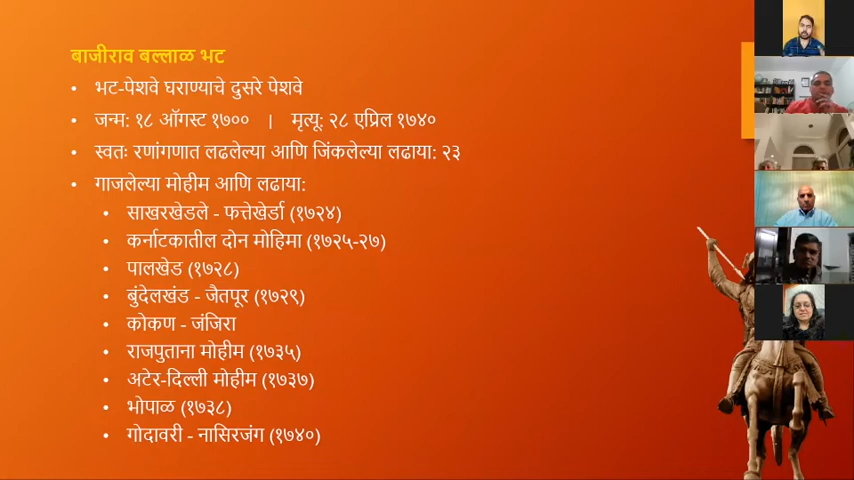 बाजीराव बल्लाळ भट
• भट-पेशवे घराण्याचे दुसरे पेशवे
• जन्म: १८ ऑगस्ट १७०० । मृत्यू: २८ एप्रिल १७४०
• स्वतः रणांगणात लढलेल्या आणि जिंकलेल्या लढाया: २३
• गाजलेल्या मोहीम आणि लढाया:
• साखरखेडले - फत्तेखेर्डा (१७२४)
• कर्नाटकातील दोन मोहिमा (१७२५-२७)
• पालखेड (१७२८)
• बुंदेलखंड - जैतपूर (१७२९)
• कोकण - जंजिरा
• राजपुताना मोहीम (१७३५)
• अटेर-दिल्ली मोहीम (१७३७)
• भोपाळ (१७३८)
• गोदावरी - नासिरजंग (१७४०)